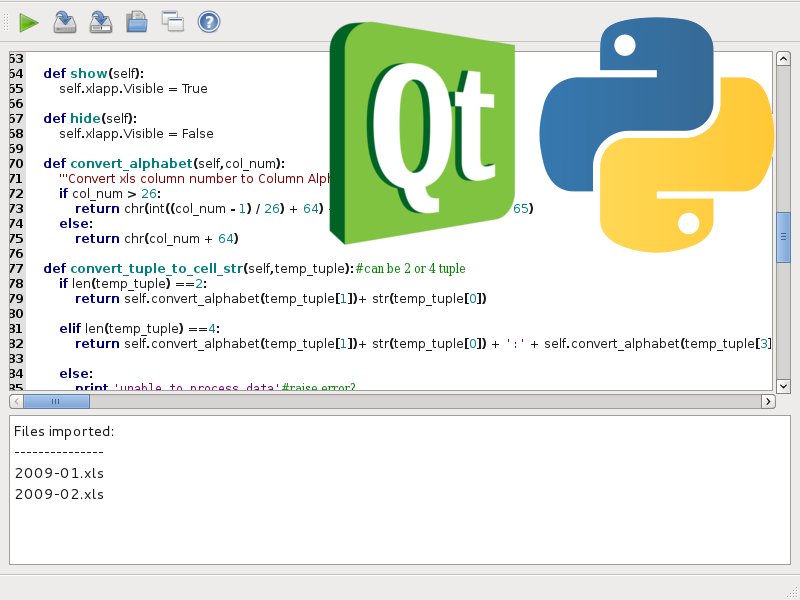 63
64 def show(self):
65 self.xlapp.Visible = True
66
67 def hide(self):
68 self.xlapp.Visible = False
69
70 def convert_alphabet(self,col_num):
71 '''Convert xls column number to Column
72 if col_num > 26:
73 return chr(int((col_num - 1) / 26) + 64) 65)
74 else:
75 return chr(col_num + 64)
76
77 def convert_tuple_to_cell_str(self,temp_tuple):#can be 2 or 4 tuple
78 if len(temp_tuple) ==2:
79 return self.convert_alphabet(temp_tuple[1])+ str(temp_tuple[0])
80
81 elif len(temp_tuple) ==4:
82 return self.convert_alphabet(temp_tuple[1])+ str(temp_tuple[0]) + ':' + self.convert_alphabet(temp_tuple[3]
83
84 else:
85 print 'unable to process data'#raise error?
Qt
Files imported:
---------------
2009-01.xls
2009-02.xls